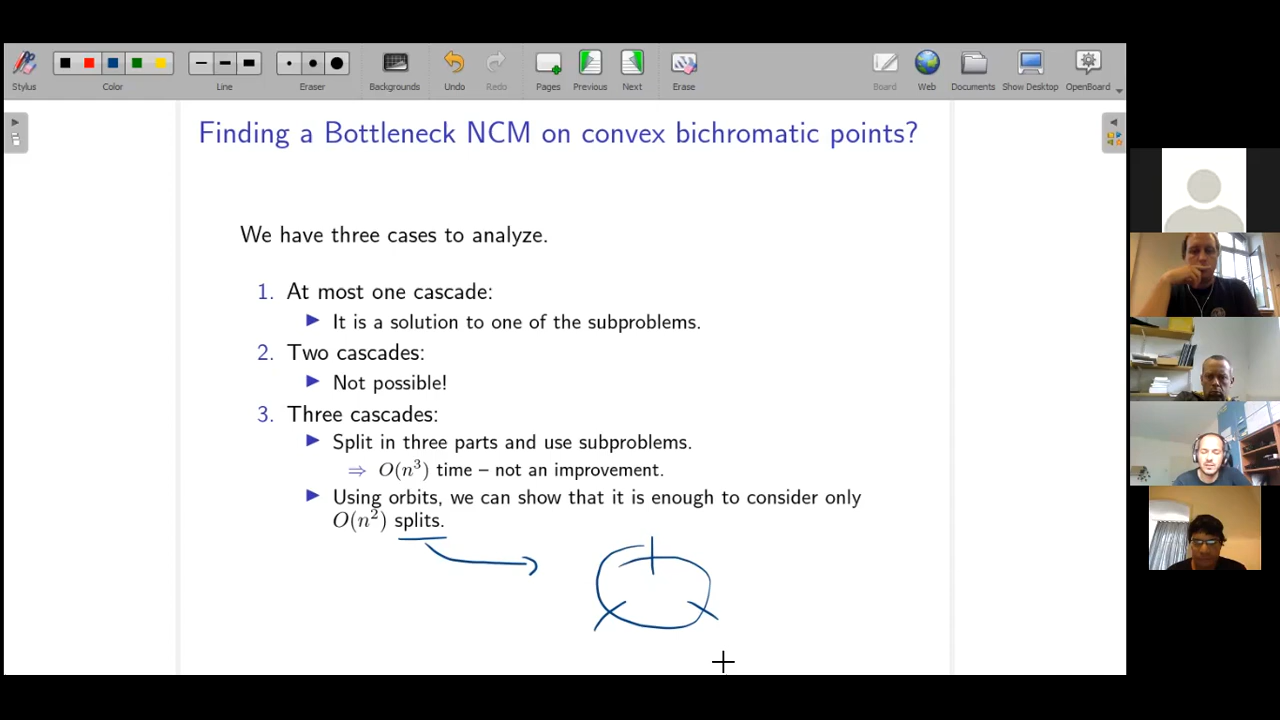 Stylus Color Line Eraser Backgrounds Undo Redo Pages Previous Next Erase Board Web Documents Show Desktop OpenBoard
Finding a Bottleneck NCM on convex bichromatic points?
We have three cases to analyze.
1. At most one cascade:
▶ It is a solution to one of the subproblems.
2. Two cascades:
▶ Not possible!
3. Three cascades:
▶ Split in three parts and use subproblems.
⇒ O(n³) time – not an improvement.
▶ Using orbits, we can show that it is enough to consider only
O(n²) splits.